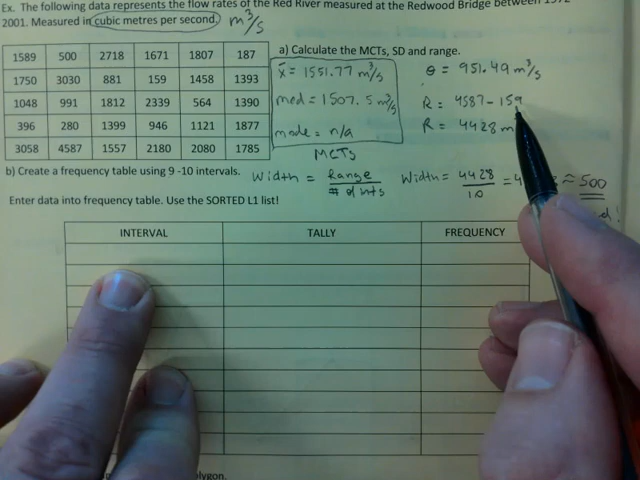 Ex. The following data represents the flow rates of the Red River measured at the Redwood Bridge between 1972
2001. Measured in cubic metres per second. m³/s
1589 500 2718 1671 1807 187
1750 3030 881 159 1458 1393
1048 991 1812 2339 564 1390
396 280 1399 946 1121 1877
3058 4587 1557 2180 2080 1785
a) Calculate the MCTs, SD and range.
x̄ = 1551.77 m³/s
med = 1507.5 m³/s
mode = n/a
MCTs
σ = 951.49 m³/s
R = 4587 - 159
R = 4428 m
b) Create a frequency table using 9 -10 intervals.
Width = Range / # of ints
Width = 4428 / 10 = 4 ≈ 500
Enter data into frequency table. Use the SORTED L1 list!
INTERVAL TALLY FREQUENCY